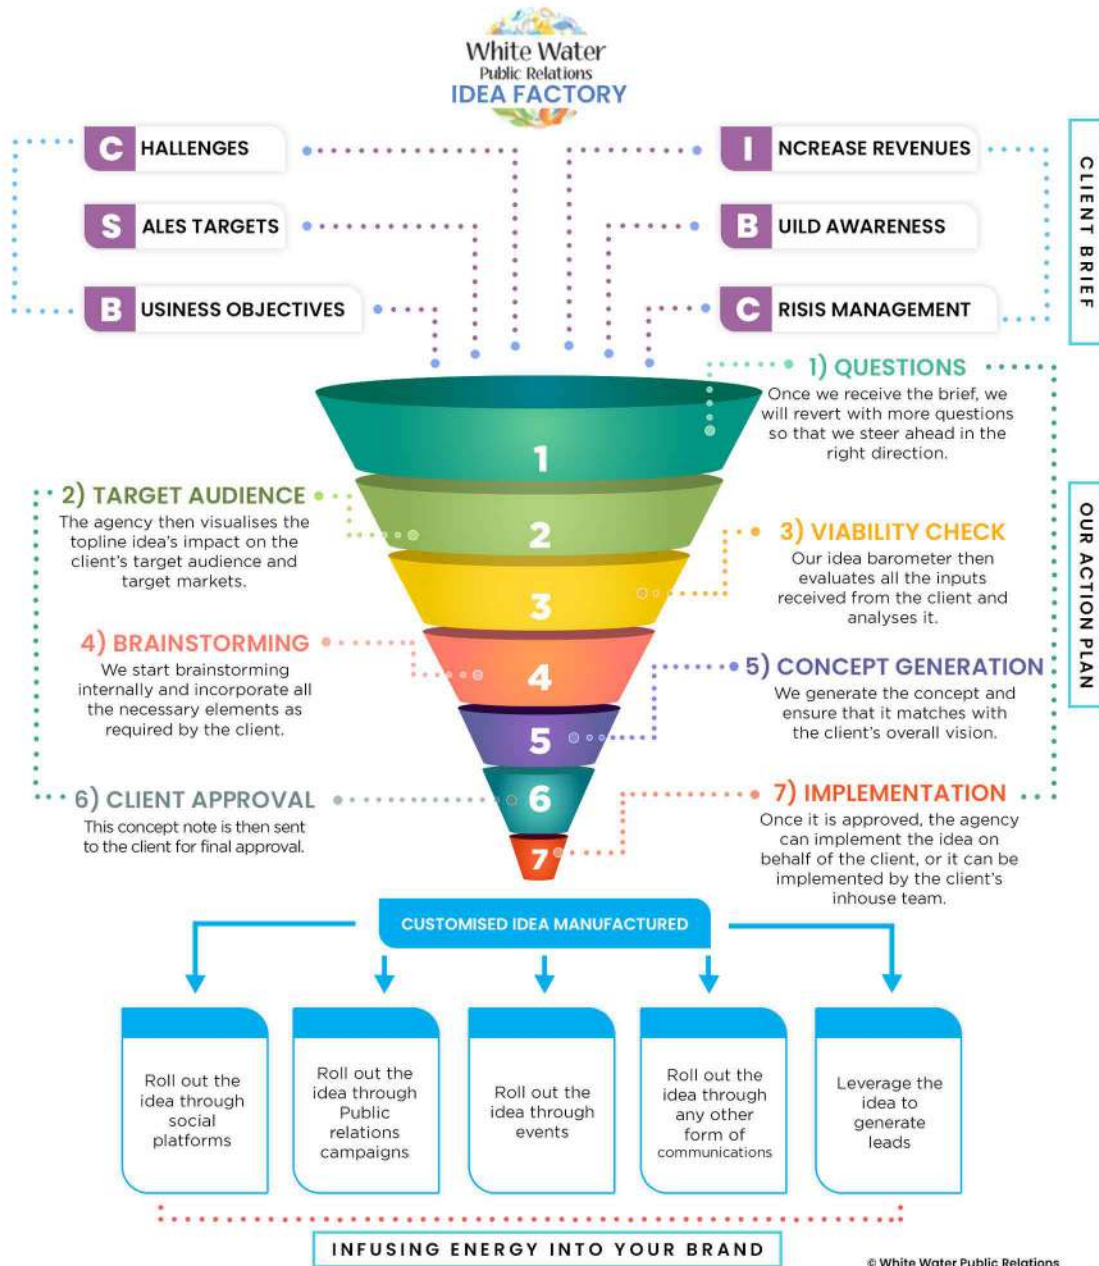 White Water
Public Relations
IDEA FACTORY
CHALLENGES
SALES TARGETS
BUSINESS OBJECTIVES
INCREASE REVENUES
BUILD AWARENESS
CRISIS MANAGEMENT
CLIENT BRIEF
1) QUESTIONS
Once we receive the brief, we
will revert with more questions
so that we steer ahead in the
right direction.
2) TARGET AUDIENCE
The agency then visualises the
topline idea's impact on the
client's target audience and
target markets.
3) VIABILITY CHECK
Our idea barometer then
evaluates all the inputs
received from the client and
analyses it.
4) BRAINSTORMING
We start brainstorming
internally and incorporate all
the necessary elements as
required by the client.
5) CONCEPT GENERATION
We generate the concept and
ensure that it matches with
the client's overall vision.
6) CLIENT APPROVAL
This concept note is then sent
to the client for final approval.
7) IMPLEMENTATION
Once it is approved, the agency
can implement the idea on
behalf of the client, or it can be
implemented by the client's
inhouse team.
OUR ACTION PLAN
1
2
3
4
5
6
7
CUSTOMISED IDEA MANUFACTURED
Roll out the
idea through
social
platforms
Roll out the
idea through
Public
relations
campaigns
Roll out the
idea through
events
Roll out the
idea through
any other
form of
communications
Leverage the
idea to
generate
leads
INFUSING ENERGY INTO YOUR BRAND
© White Water Public Relations